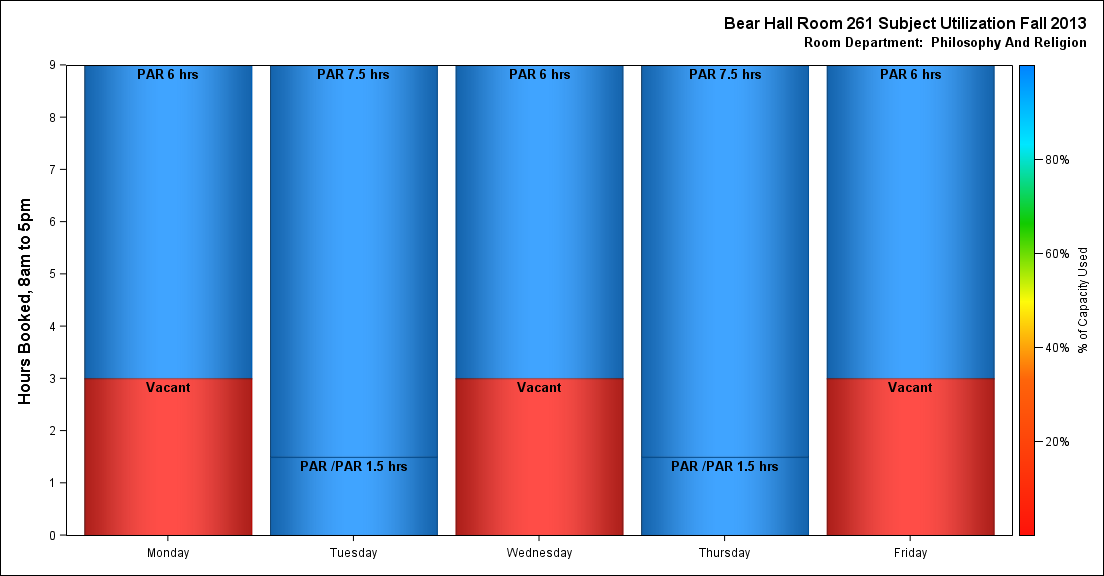 Bear Hall Room 261 Subject Utilization Fall 2013
Room Department:  Philosophy And Religion
Hours Booked, 8am to 5pm
9
8
7
6
5
4
3
2
1
0
PAR 6 hrs
PAR 7.5 hrs
PAR 6 hrs
PAR 7.5 hrs
PAR 6 hrs
Vacant
Vacant
Vacant
PAR /PAR 1.5 hrs
PAR /PAR 1.5 hrs
Monday
Tuesday
Wednesday
Thursday
Friday
80%
60%
40%
20%
% of Capacity Used